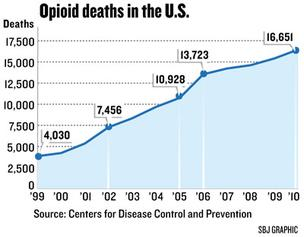 Opioid deaths in the U.S.
Deaths
17,500
15,000
12,500
10,000
7,500
5,000
2,500
0
4,030
7,456
10,928
13,723
16,651
'99 '00 '01 '02 '03 '04 '05 '06 '07 '08 '09 '10
Source: Centers for Disease Control and Prevention
SBJ GRAPHIC